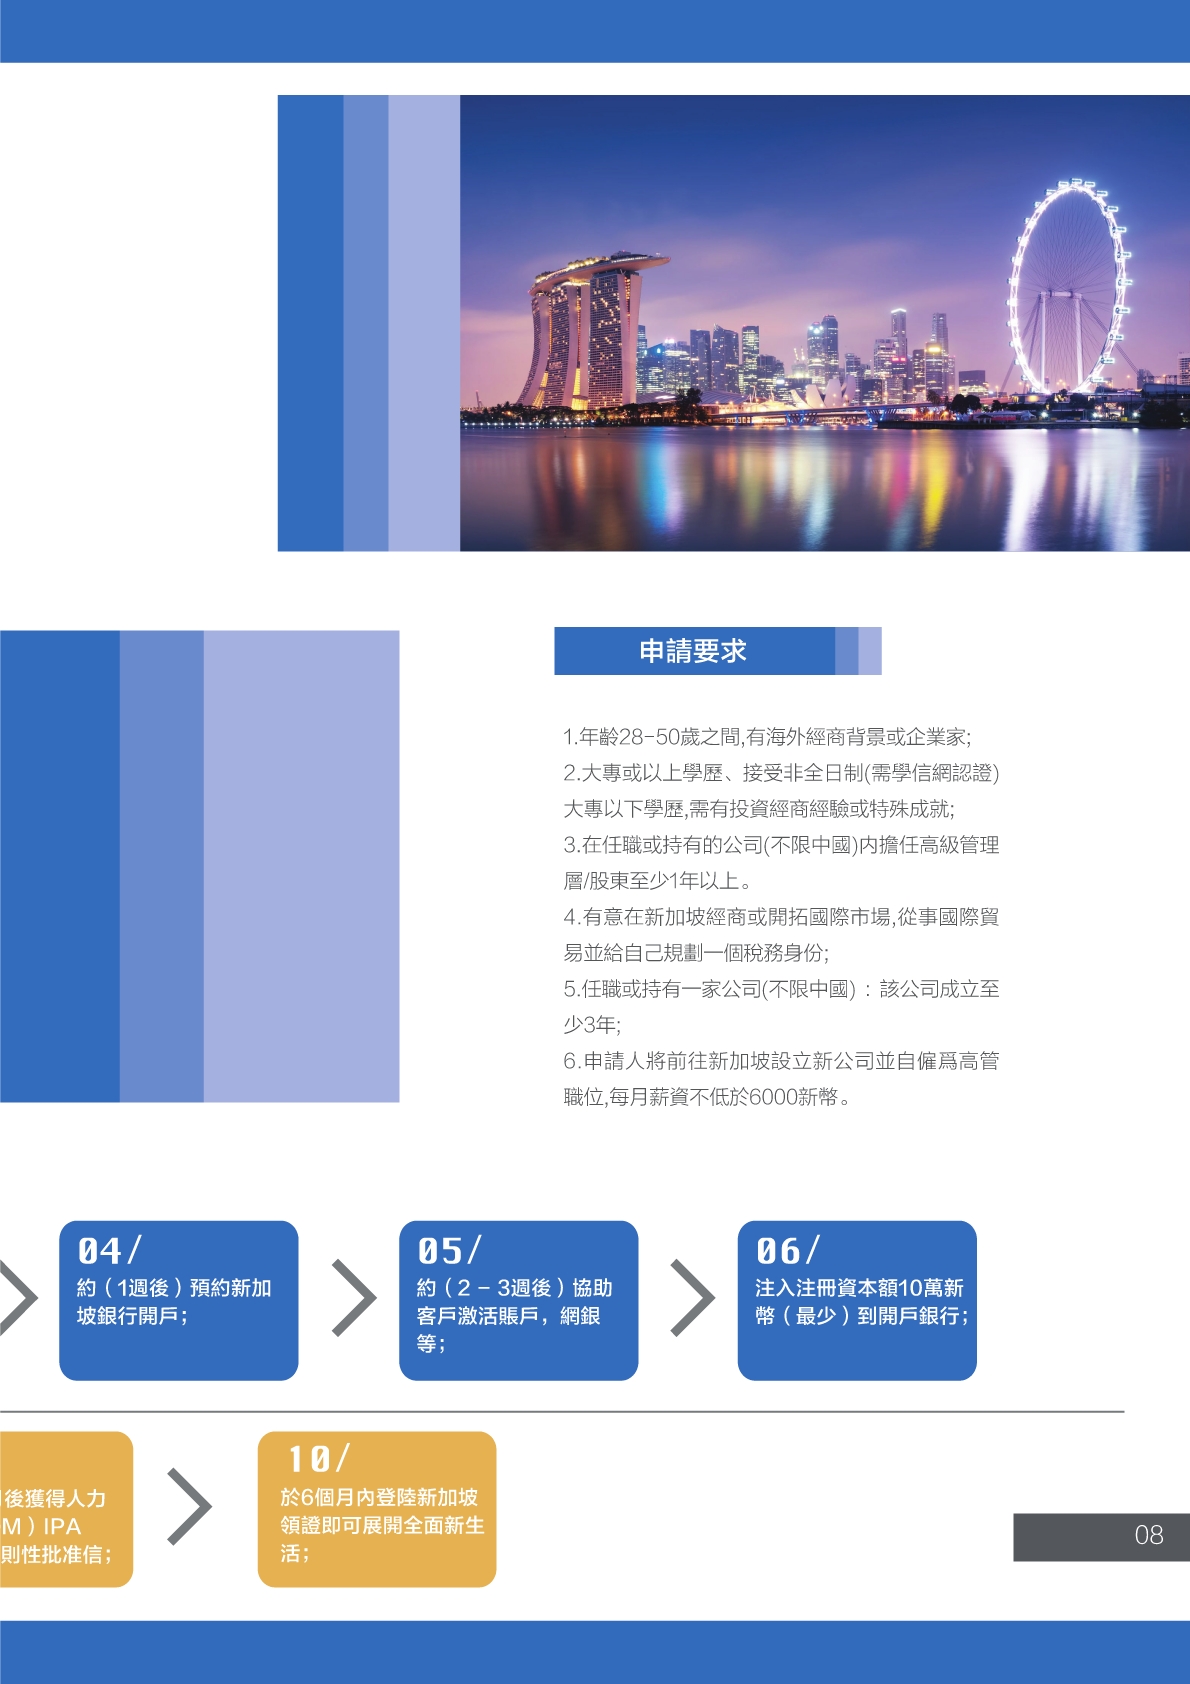 申請要求
1.年齡28-50歲之間,有海外經商背景或企業家;
2.大專或以上學歷、接受非全日制(需學信網認證)
大專以下學歷,需有投資經商經驗或特殊成就;
3.在任職或持有的公司(不限中國)内擔任高級管理
層/股東至少1年以上。
4.有意在新加坡經商或開拓國際市場,從事國際貿
易並給自己規劃一個稅務身份;
5.任職或持有一家公司(不限中國)：該公司成立至
少3年;
6.申請人將前往新加坡設立新公司並自僱爲高管
職位,每月薪資不低於6000新幣。
04/
約（1週後）預約新加
坡銀行開戶；
05/
約（2 - 3週後）協助
客戶激活賬戶，網銀
等；
06/
注入注冊資本額10萬新
幣（最少）到開戶銀行；
後獲得人力
M）IPA
則性批准信；
10/
於6個月內登陸新加坡
領證即可展開全面新生
活；
08